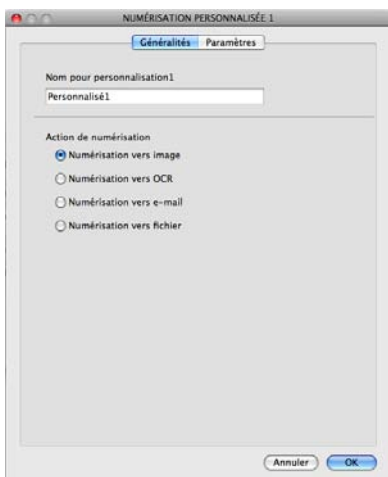 NUMÉRISATION PERSONNALISÉE 1
Généralités Paramètres
Nom pour personnalisation1
Personnalisé1
Action de numérisation
Numérisation vers image
Numérisation vers OCR
Numérisation vers e-mail
Numérisation vers fichier
Annuler OK